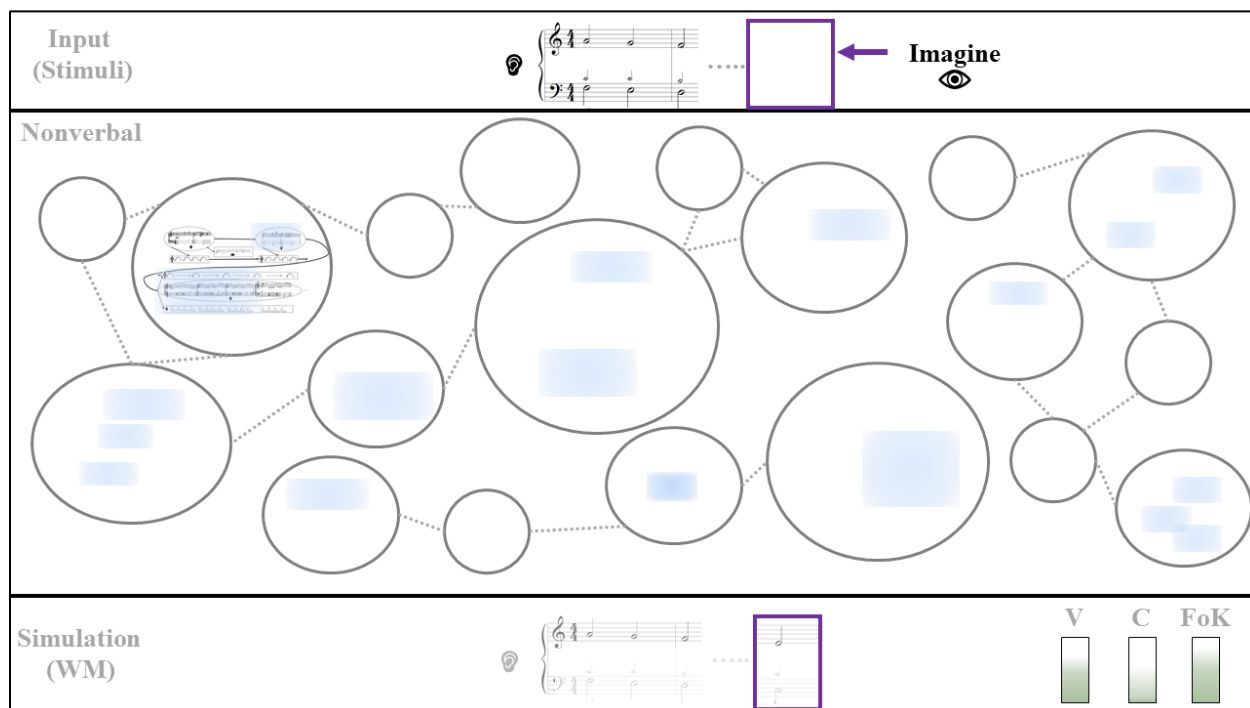 Input
(Stimuli)
Imagine
Nonverbal
Simulation
(WM)
V C FoK